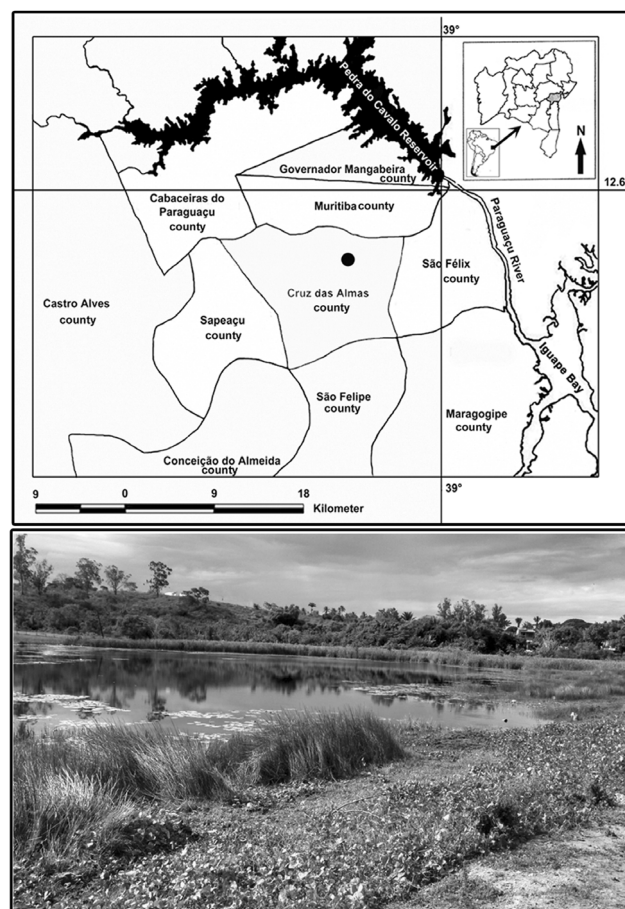 39°
Pedra do Cavalo Reservoir
N
12.6
Governador Mangabeira
county
Cabaceiras do
Paraguaçu
county
Muritiba county
Paraguaçu River
São Félix
county
Cruz das Almas
county
Castro Alves
county
Sapeaçu
county
Iguape Bay
São Felipe
county
Maragogipe
county
Conceição do Almeida
county
39°
9 0 9 18
Kilometer